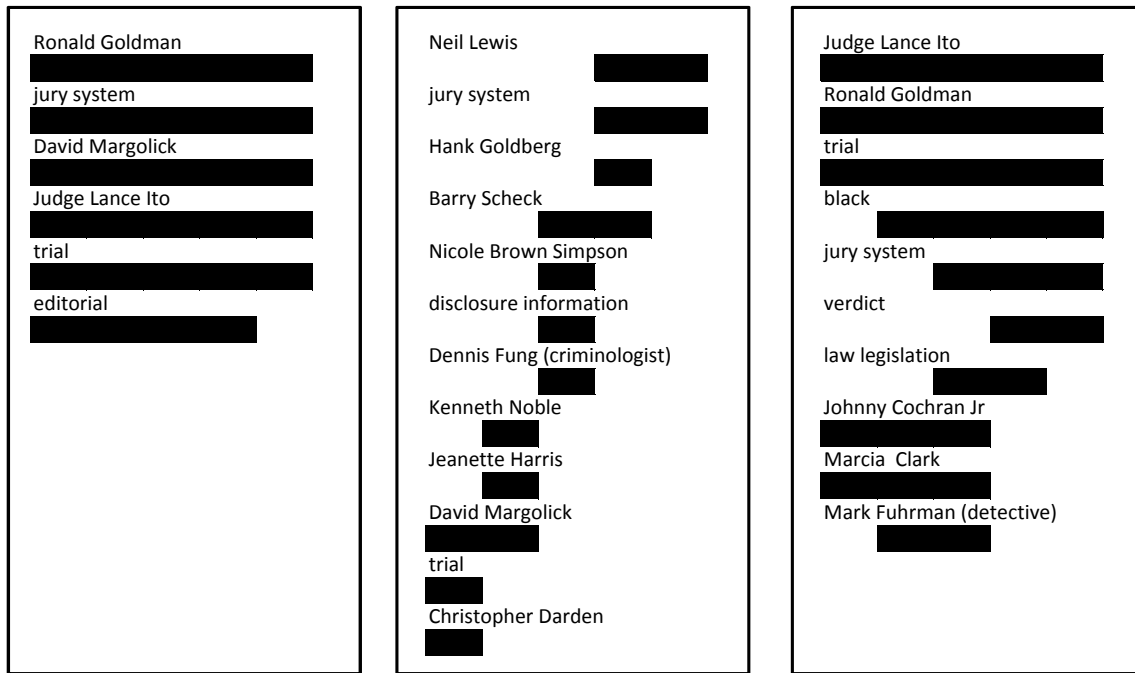 Ronald Goldman
jury system
David Margolick
Judge Lance Ito
trial
editorial
Neil Lewis
jury system
Hank Goldberg
Barry Scheck
Nicole Brown Simpson
disclosure information
Dennis Fung (criminologist)
Kenneth Noble
Jeanette Harris
David Margolick
trial
Christopher Darden
Judge Lance Ito
Ronald Goldman
trial
black
jury system
verdict
law legislation
Johnny Cochran Jr
Marcia  Clark
Mark Fuhrman (detective)